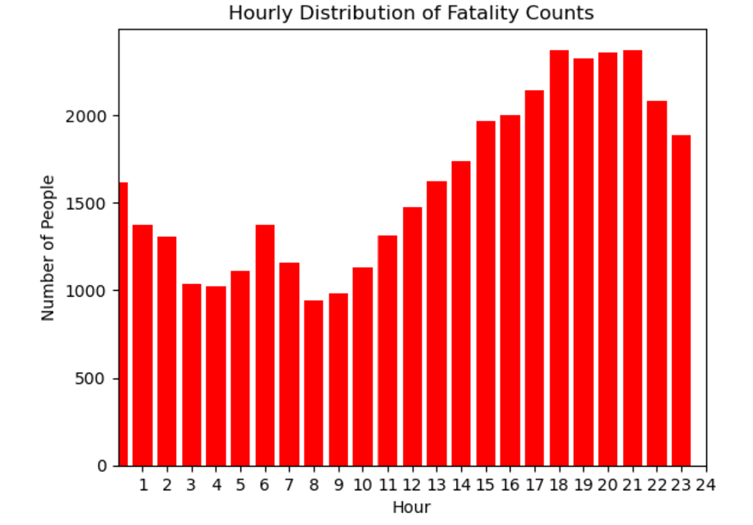 Hourly Distribution of Fatality Counts
Number of People
2000
1500
1000
500
0
1 2 3 4 5 6 7 8 9 10 11 12 13 14 15 16 17 18 19 20 21 22 23 24
Hour